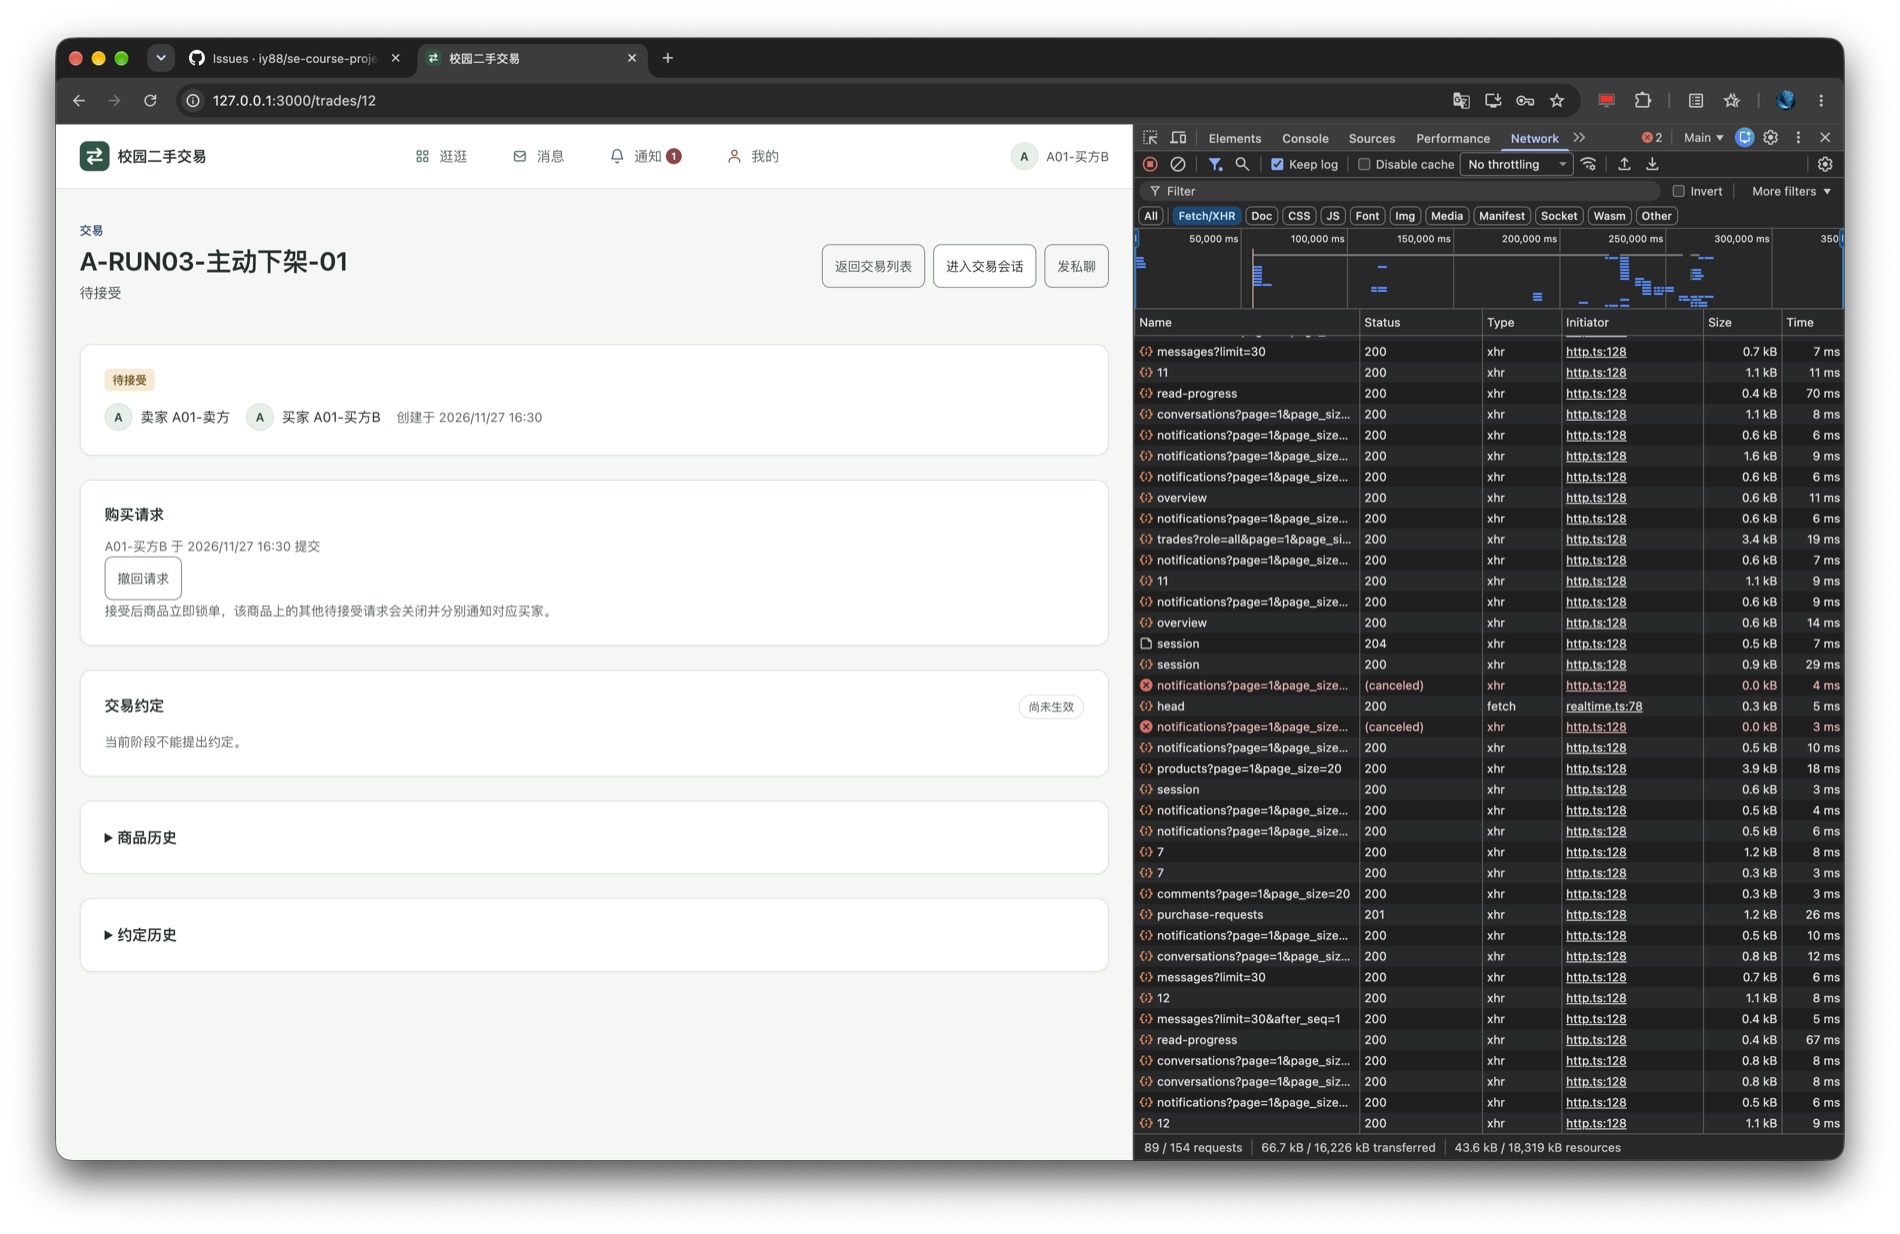 Issues · iy88/se-course-proje
校园二手交易
127.0.0.1:3000/trades/12
校园二手交易
逛逛
消息
通知 1
我的
A A01-买方B
交易
A-RUN03-主动下架-01
待接受
返回交易列表
进入交易会话
发私聊
待接受
A 卖家 A01-卖方 A 买家 A01-买方B 创建于 2026/11/27 16:30
购买请求
A01-买方B 于 2026/11/27 16:30 提交
撤回请求
接受后商品立即锁单，该商品上的其他待接受请求会关闭并分别通知对应买家。
交易约定
尚未生效
当前阶段不能提出约定。
▶ 商品历史
▶ 约定历史
Elements Console Sources Performance Network 2 Main
Keep log Disable cache No throttling
Filter Invert More filters
All Fetch/XHR Doc CSS JS Font Img Media Manifest Socket Wasm Other
50,000 ms 100,000 ms 150,000 ms 200,000 ms 250,000 ms 300,000 ms 350
Name Status Type Initiator Size Time
messages?limit=30 200 xhr http.ts:128 0.7 kB 7 ms
11 200 xhr http.ts:128 1.1 kB 11 ms
read-progress 200 xhr http.ts:128 0.4 kB 70 ms
conversations?page=1&page_siz... 200 xhr http.ts:128 1.1 kB 8 ms
notifications?page=1&page_size... 200 xhr http.ts:128 0.6 kB 6 ms
notifications?page=1&page_size... 200 xhr http.ts:128 1.6 kB 9 ms
notifications?page=1&page_size... 200 xhr http.ts:128 0.6 kB 6 ms
overview 200 xhr http.ts:128 0.6 kB 11 ms
notifications?page=1&page_size... 200 xhr http.ts:128 0.6 kB 6 ms
trades?role=all&page=1&page_si... 200 xhr http.ts:128 3.4 kB 19 ms
notifications?page=1&page_size... 200 xhr http.ts:128 0.6 kB 7 ms
11 200 xhr http.ts:128 1.1 kB 9 ms
notifications?page=1&page_size... 200 xhr http.ts:128 0.6 kB 9 ms
overview 200 xhr http.ts:128 0.6 kB 14 ms
session 204 xhr http.ts:128 0.5 kB 7 ms
session 200 xhr http.ts:128 0.9 kB 29 ms
notifications?page=1&page_size... (canceled) xhr http.ts:128 0.0 kB 4 ms
head 200 fetch realtime.ts:78 0.3 kB 5 ms
notifications?page=1&page_size... (canceled) xhr http.ts:128 0.0 kB 3 ms
notifications?page=1&page_size... 200 xhr http.ts:128 0.5 kB 10 ms
products?page=1&page_size=20 200 xhr http.ts:128 3.9 kB 18 ms
session 200 xhr http.ts:128 0.6 kB 3 ms
notifications?page=1&page_size... 200 xhr http.ts:128 0.5 kB 4 ms
notifications?page=1&page_size... 200 xhr http.ts:128 0.5 kB 6 ms
7 200 xhr http.ts:128 1.2 kB 8 ms
7 200 xhr http.ts:128 0.3 kB 3 ms
comments?page=1&page_size=20 200 xhr http.ts:128 0.3 kB 3 ms
purchase-requests 201 xhr http.ts:128 1.2 kB 26 ms
notifications?page=1&page_size... 200 xhr http.ts:128 0.5 kB 10 ms
conversations?page=1&page_siz... 200 xhr http.ts:128 0.8 kB 12 ms
messages?limit=30 200 xhr http.ts:128 0.7 kB 6 ms
12 200 xhr http.ts:128 1.1 kB 8 ms
messages?limit=30&after_seq=1 200 xhr http.ts:128 0.4 kB 5 ms
read-progress 200 xhr http.ts:128 0.4 kB 67 ms
conversations?page=1&page_siz... 200 xhr http.ts:128 0.8 kB 8 ms
conversations?page=1&page_siz... 200 xhr http.ts:128 0.8 kB 8 ms
notifications?page=1&page_size... 200 xhr http.ts:128 0.5 kB 6 ms
12 200 xhr http.ts:128 1.1 kB 9 ms
89 / 154 requests 66.7 kB / 16,226 kB transferred 43.6 kB / 18,319 kB resources